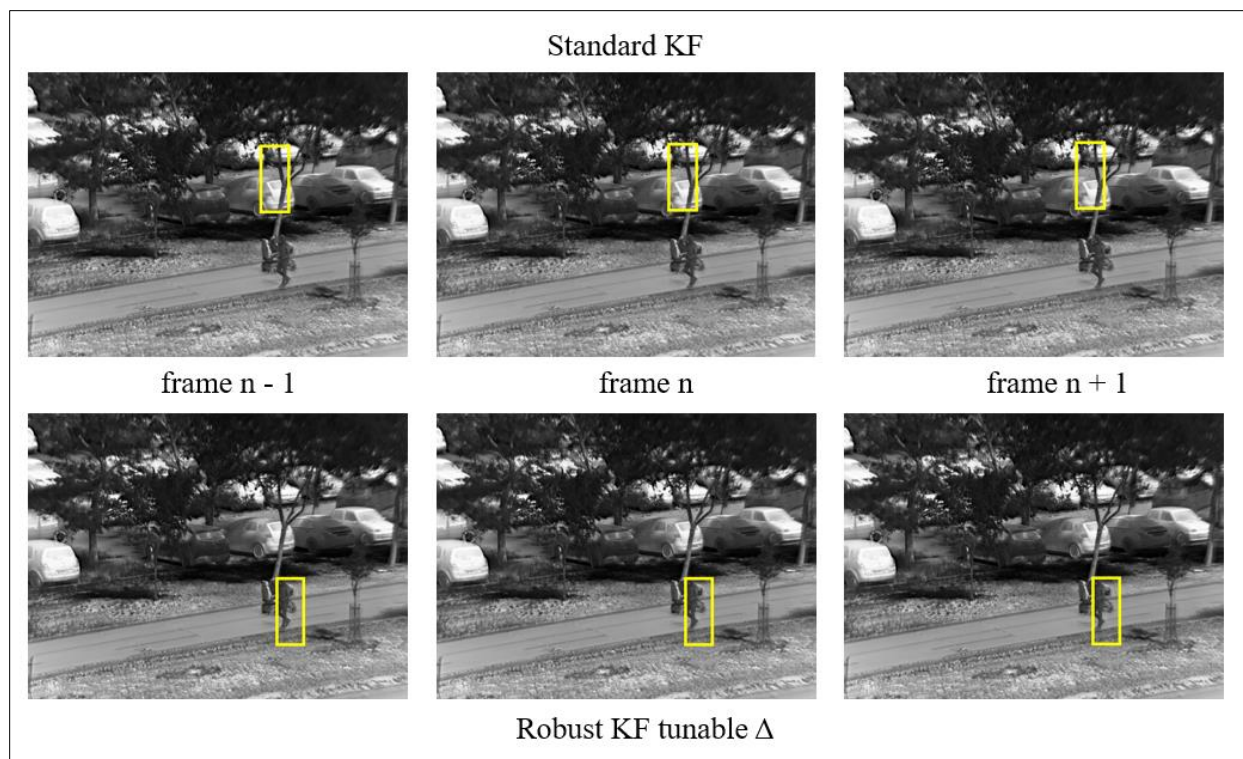 Standard KF
frame n - 1
frame n
frame n + 1
Robust KF tunable Δ